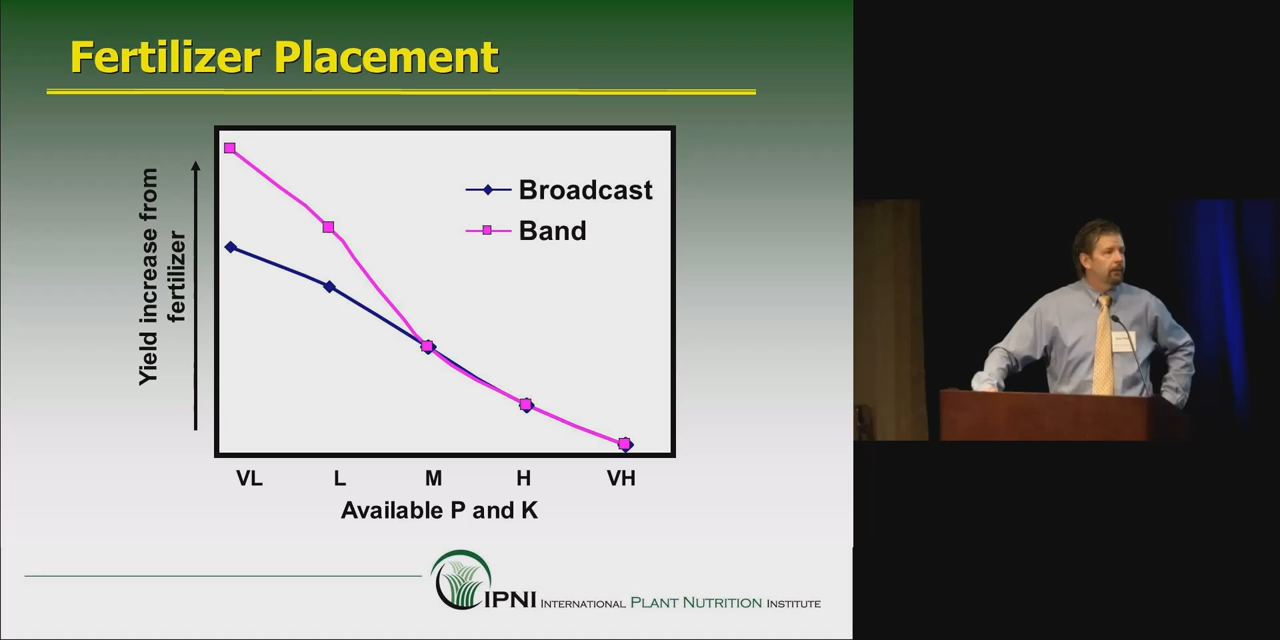 Fertilizer Placement
Yield increase from
fertilizer
Broadcast
Band
VL L M H VH
Available P and K
IPNI INTERNATIONAL PLANT NUTRITION INSTITUTE